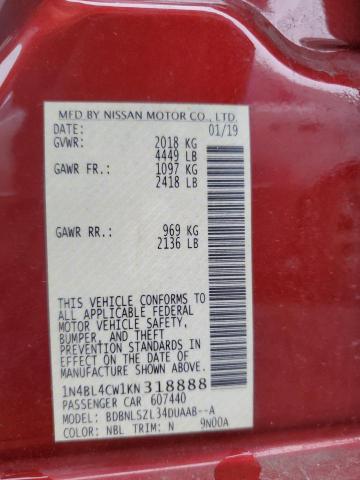 MFD BY NISSAN MOTOR CO., LTD.
DATE: 01/19
GVWR: 2018 KG
4449 LB
GAWR FR: 1097 KG
2418 LB
GAWR RR: 969 KG
2136 LB
THIS VEHICLE CONFORMS TO
ALL APPLICABLE FEDERAL
MOTOR VEHICLE SAFETY,
BUMPER, AND THEFT
PREVENTION STANDARDS IN
EFFECT ON THE DATE OF
MANUFACTURE SHOWN ABOVE.
1N4BL4CW1KN318888
PASSENGER CAR 607440
MODEL: BDBNLSZL34DUAAB--A
COLOR: NBL TRIM: N 9N00A